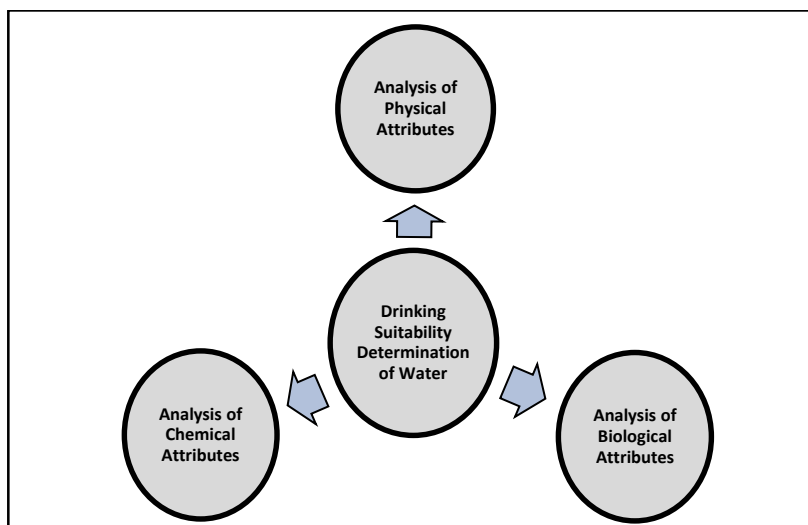 Analysis of
Physical
Attributes
Drinking
Suitability
Determination
of Water
Analysis of
Chemical
Attributes
Analysis of
Biological
Attributes